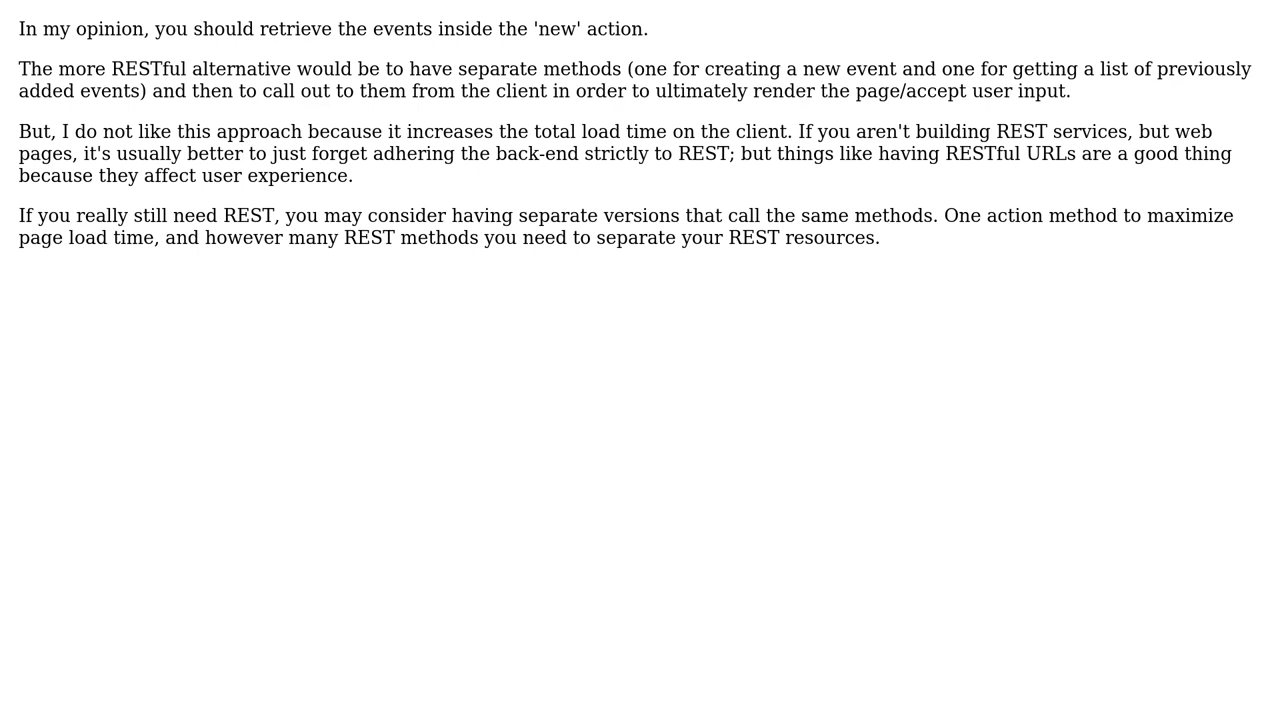 In my opinion, you should retrieve the events inside the 'new' action.
The more RESTful alternative would be to have separate methods (one for creating a new event and one for getting a list of previously
added events) and then to call out to them from the client in order to ultimately render the page/accept user input.
But, I do not like this approach because it increases the total load time on the client. If you aren't building REST services, but web
pages, it's usually better to just forget adhering the back-end strictly to REST; but things like having RESTful URLs are a good thing
because they affect user experience.
If you really still need REST, you may consider having separate versions that call the same methods. One action method to maximize
page load time, and however many REST methods you need to separate your REST resources.